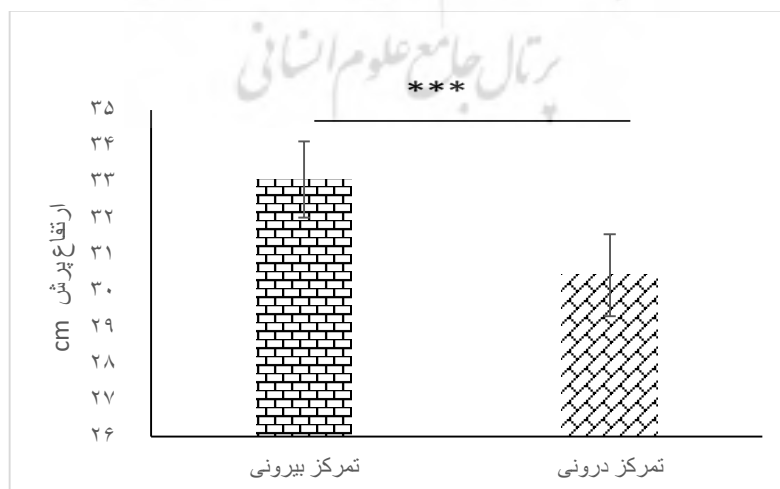 پرتال جامع علوم انسانی
***
۳۵
۳۴
۳۳
۳۲
۳۱
۳۰
۲۹
۲۸
۲۷
۲۶
ارتفاع پرش cm
تمرکز بیرونی
تمرکز درونی